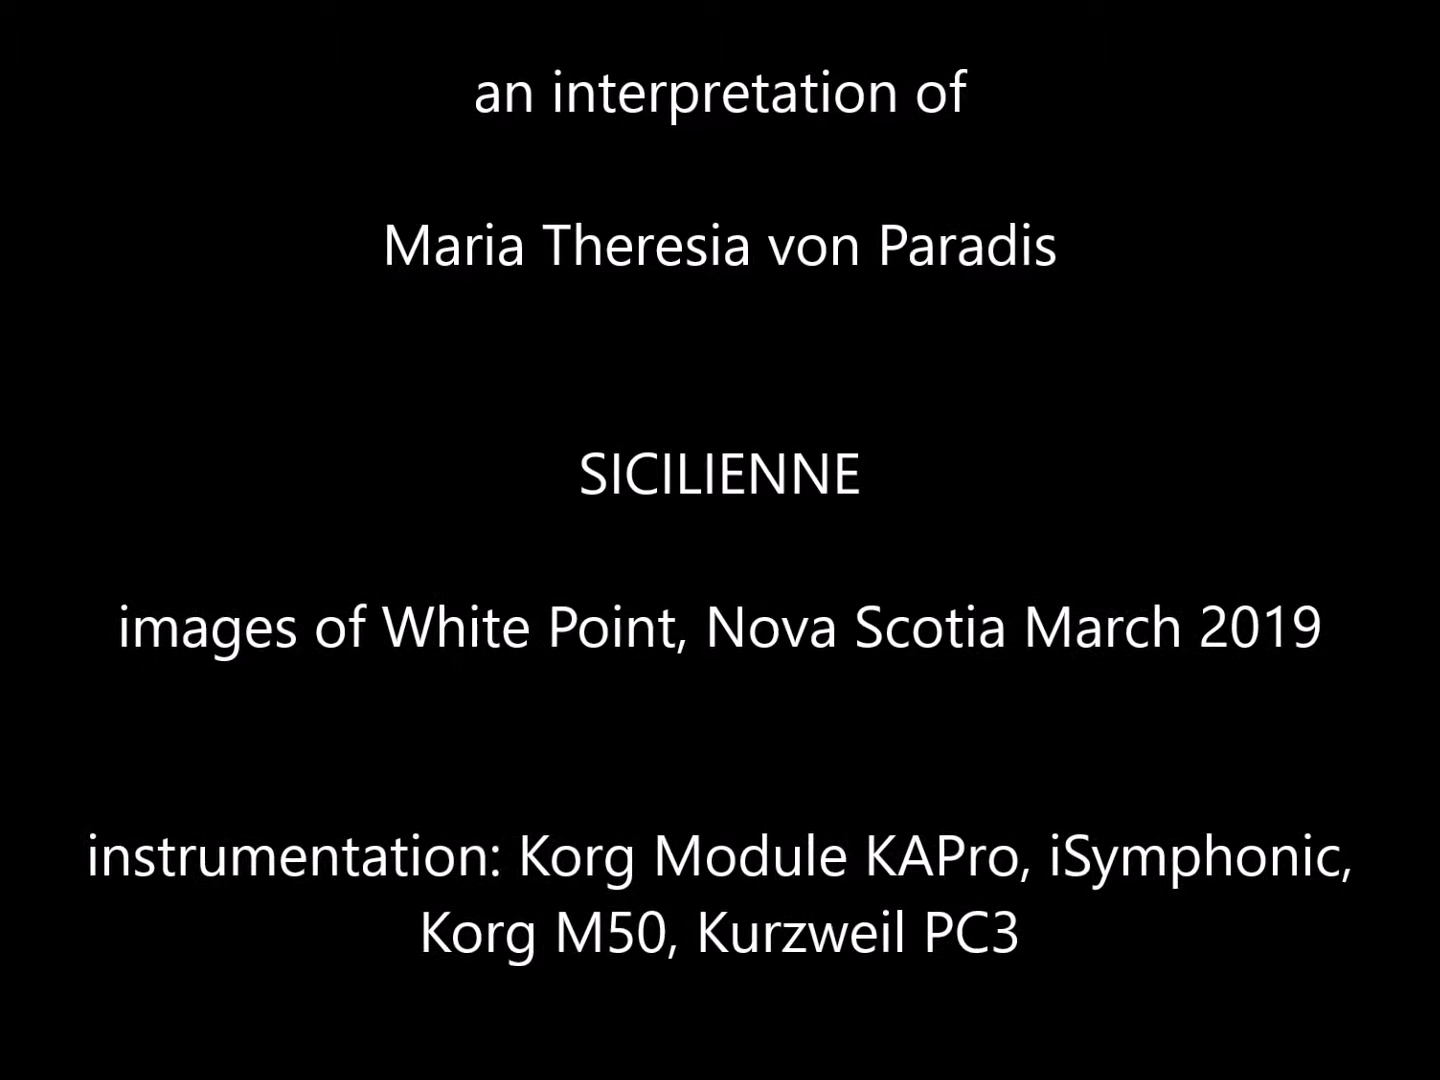 an interpretation of
Maria Theresia von Paradis
SICILIENNE
images of White Point, Nova Scotia March 2019
instrumentation: Korg Module KAPro, iSymphonic,
Korg M50, Kurzweil PC3